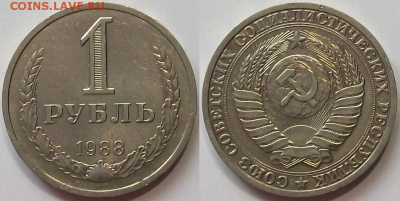 COINS.LAVE.RU
1
РУБЛЬ
1988
СОЮЗ СОВЕТСКИХ СОЦИАЛИСТИЧЕСКИХ РЕСПУБЛИК